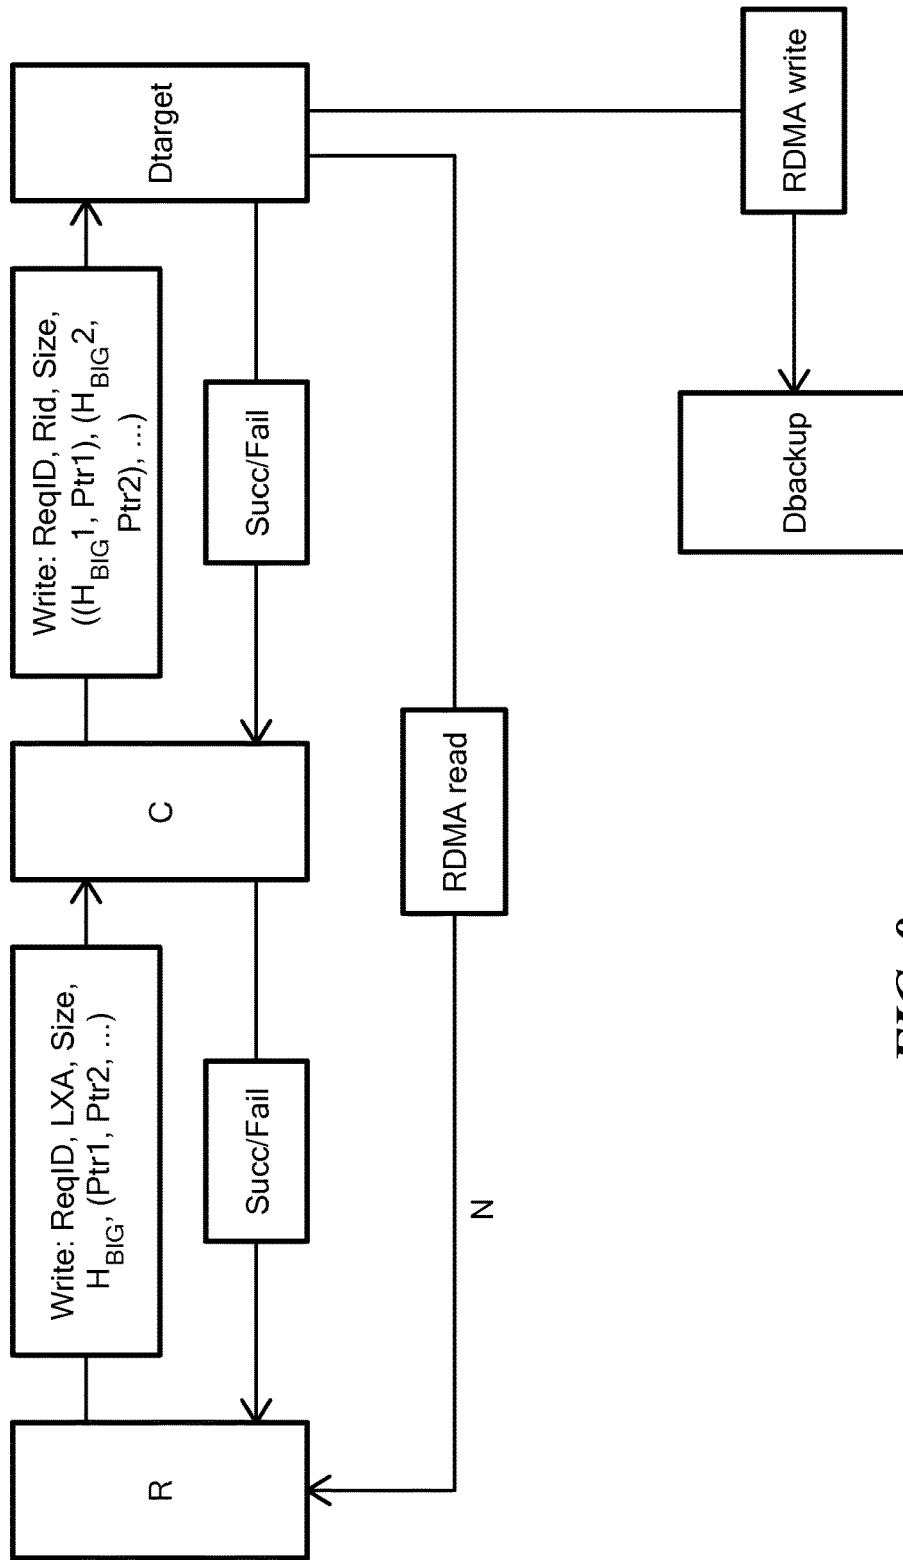 R
Write: ReqID, LXA, Size,
H_BIG, (Ptr1, Ptr2, ...)
C
Write: ReqID, Rid, Size,
((H_BIG1, Ptr1), (H_BIG2,
Ptr2), ...)
Dtarget
Succ/Fail
Succ/Fail
RDMA read
N
Dbackup
RDMA write
FIG.